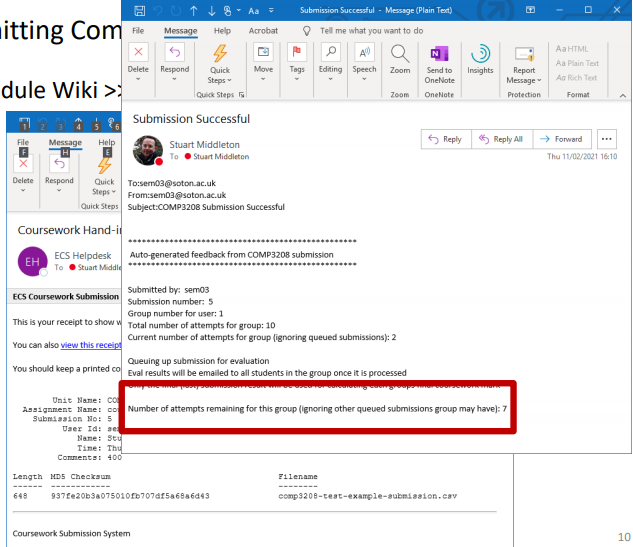 itting Com
dule Wiki >>
Submission Successful - Message (Plain Text)
File Message Help Acrobat Tell me what you want to do
Delete Respond Quick Steps Move Tags Editing Speech Zoom Send to OneNote Insights Report Message Aa HTML
Aa Plain Text
Aa Rich Text
Quick Steps Zoom OneNote Protection Format
Submission Successful
Stuart Middleton
To Stuart Middleton
Reply Reply All Forward
Thu 11/02/2021 16:10
To:sem03@soton.ac.uk
From:sem03@soton.ac.uk
Subject:COMP3208 Submission Successful
**************************************************
Auto-generated feedback from COMP3208 submission
**************************************************
Submitted by: sem03
Submission number: 5
Group number for user: 1
Total number of attempts for group: 10
Current number of attempts for group (ignoring queued submissions): 2
Queuing up submission for evaluation
Eval results will be emailed to all students in the group once it is processed
Only the final (last) submission result will be used for calculating each groups final coursework mark
Number of attempts remaining for this group (ignoring other queued submissions group may have): 7
1 2 3 4 5 6
File Message Help
F H E
Delete Respond Quick Steps
Quick Steps
Coursework Hand-i
EH
ECS Helpdesk
To Stuart Middle
ECS Coursework Submission
This is your receipt to show w
You can also view this receipt
You should keep a printed co
Unit Name: CO
Assignment Name: co
Submission No: 5
User Id: se
Name: Stu
Time: Thu
Comments: 400
Length MD5 Checksum Filename
------ ------------ --------
648 937fe20b3a075010fb707df5a68a6d43 comp3208-test-example-submission.csv
Coursework Submission System
10